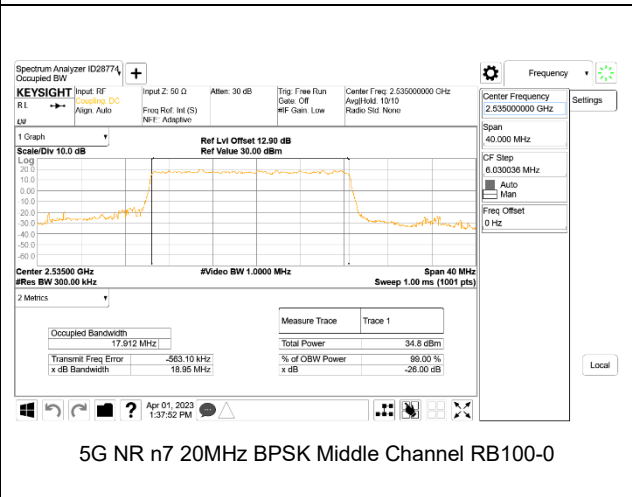 Spectrum Analyzer ID28774
Occupied BW
Frequency
KEYSIGHT
Input: RF
Input Z: 50 Ω
Atten: 30 dB
Trig: Free Run
Center Freq: 2.535000000 GHz
R L
Coupling: DC
Gate: Off
Avg|Hold: 10/10
Align: Auto
Freq Ref: Int (S)
#IF Gain: Low
Radio Std: None
NFE: Adaptive
Center Frequency
2.535000000 GHz
Settings
Span
40.000 MHz
CF Step
6.030036 MHz
Auto
Man
Freq Offset
0 Hz
1 Graph
Ref Lvl Offset 12.90 dB
Scale/Div 10.0 dB
Ref Value 30.00 dBm
Log
20.0
10.0
0.00
-10.0
-20.0
-30.0
-40.0
-50.0
-60.0
Center 2.53500 GHz
#Video BW 1.0000 MHz
Span 40 MHz
#Res BW 300.00 kHz
Sweep 1.00 ms (1001 pts)
2 Metrics
Measure Trace
Trace 1
Occupied Bandwidth
17.912 MHz
Total Power
34.8 dBm
Transmit Freq Error
-563.10 kHz
% of OBW Power
99.00 %
x dB Bandwidth
18.95 MHz
x dB
-26.00 dB
Local
?
Apr 01, 2023
1:37:52 PM
5G NR n7 20MHz BPSK Middle Channel RB100-0